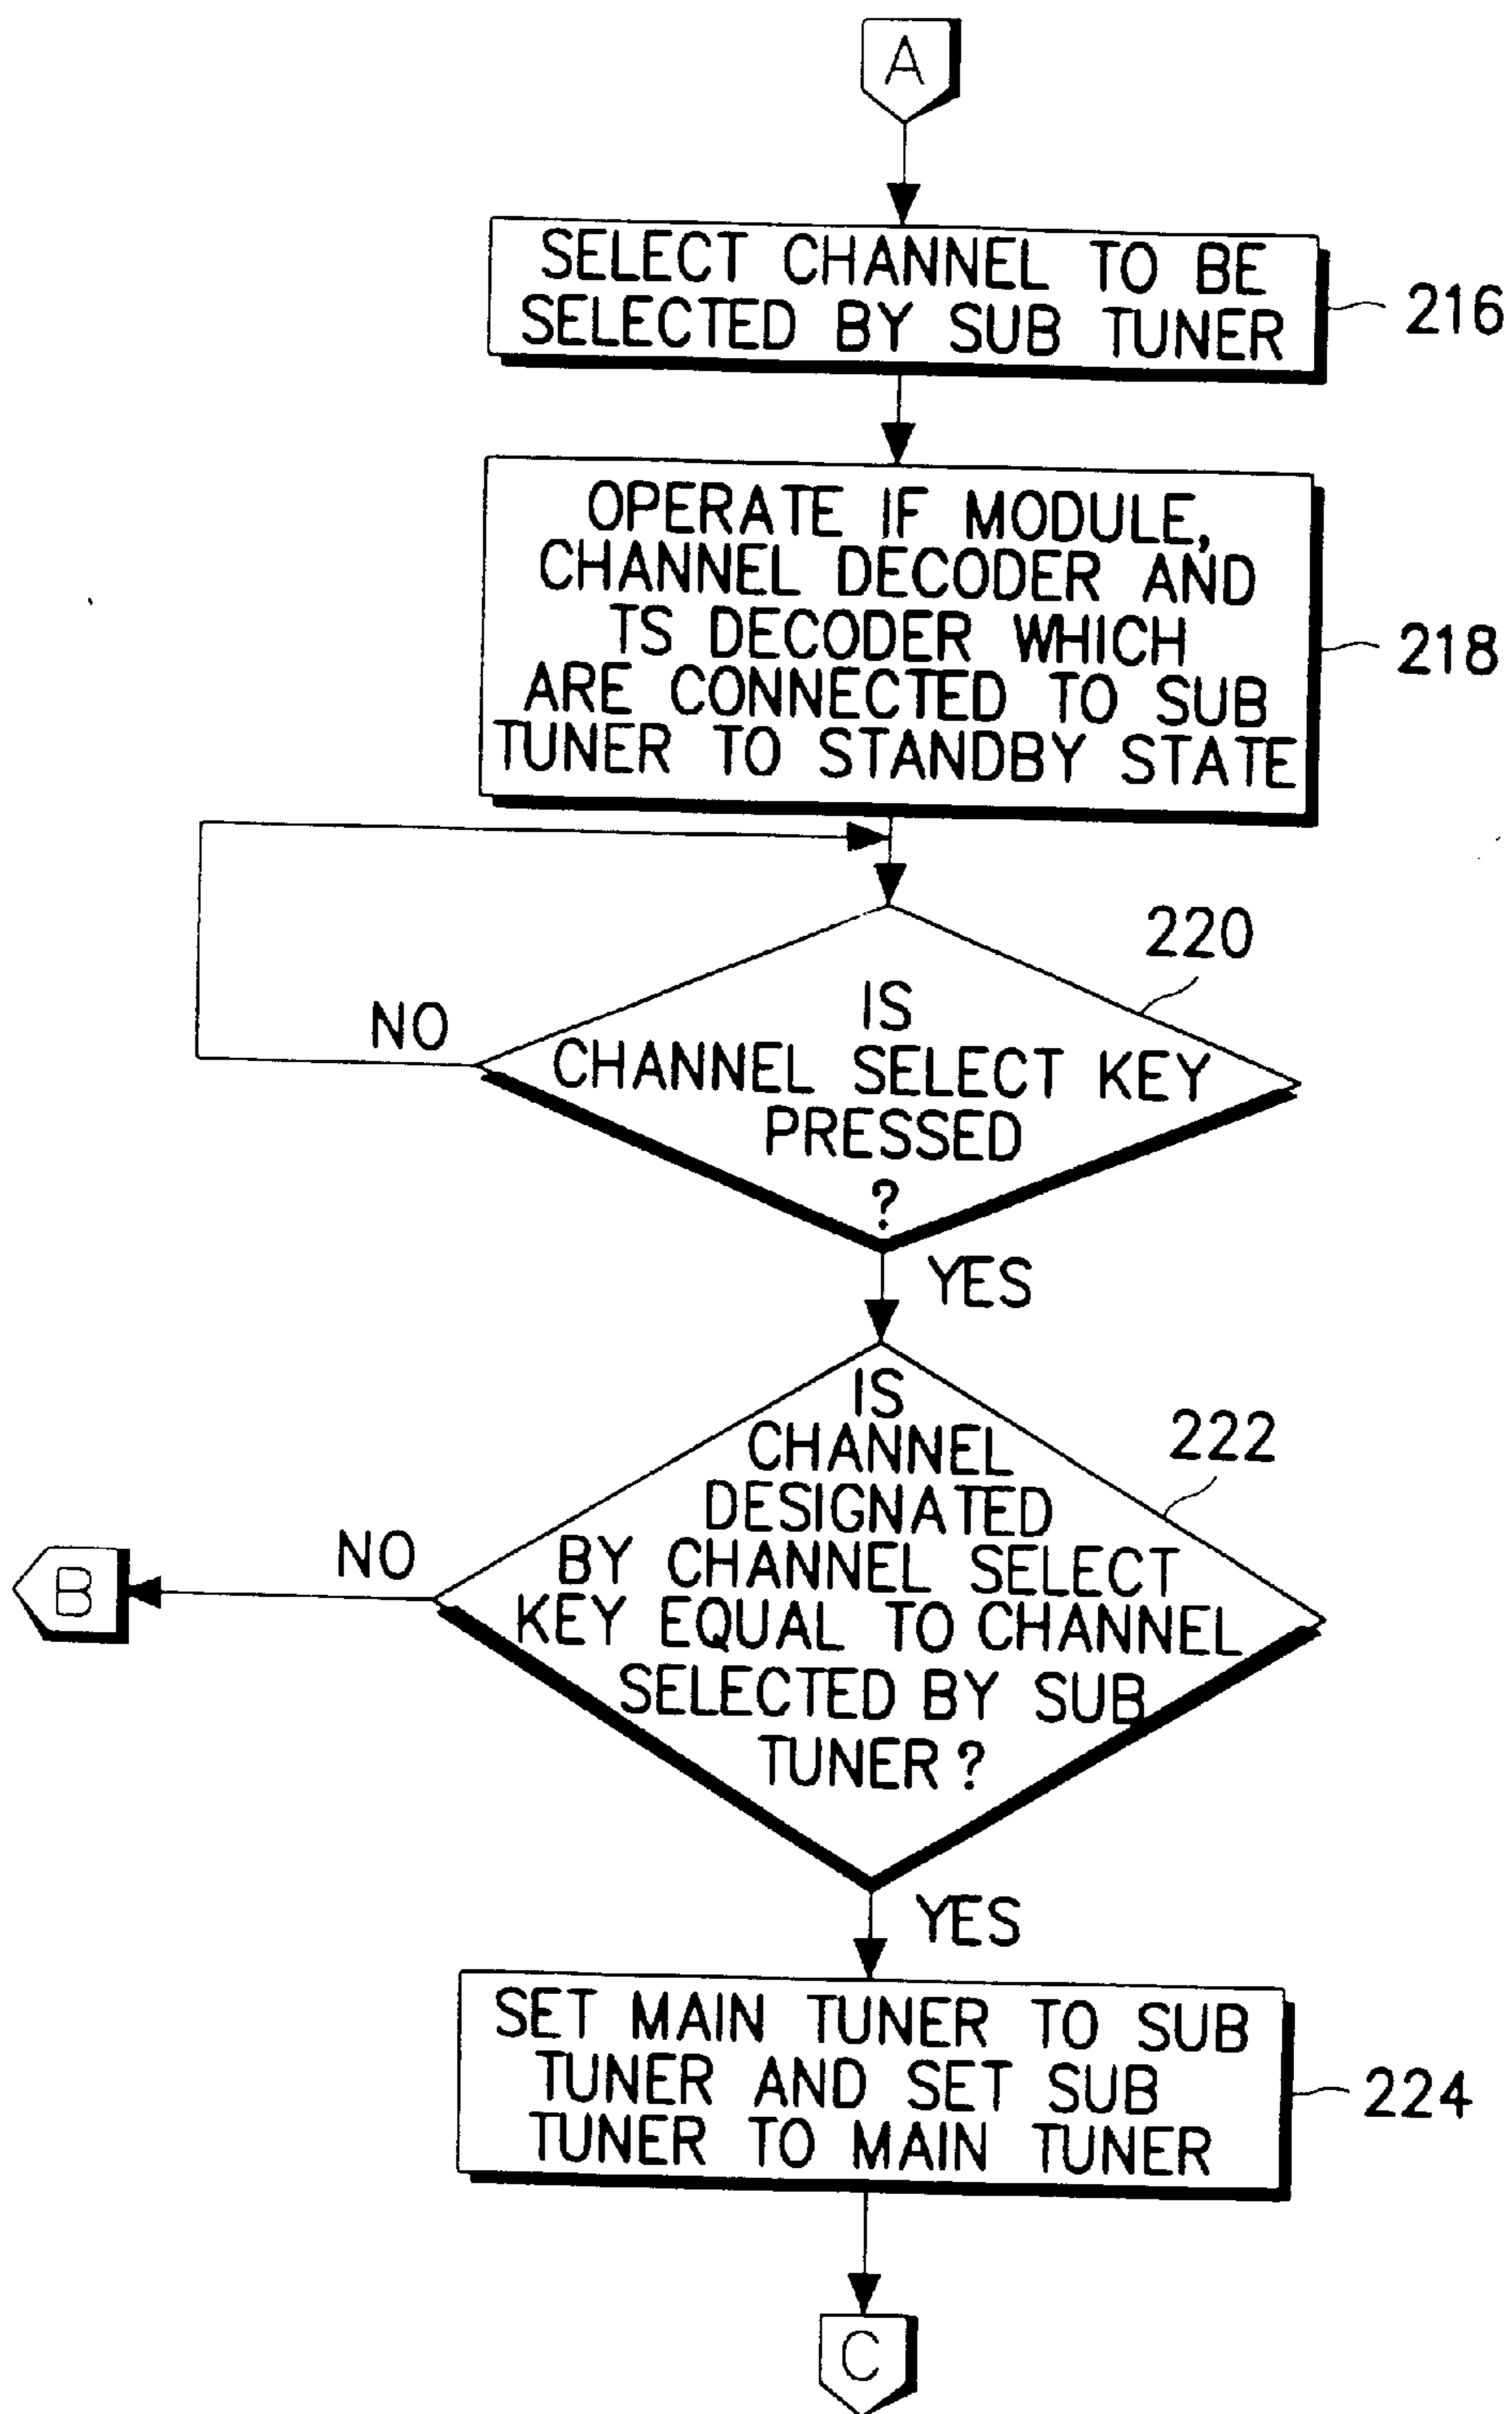 A
SELECT CHANNEL TO BE
SELECTED BY SUB TUNER
216
OPERATE IF MODULE,
CHANNEL DECODER AND
TS DECODER WHICH
ARE CONNECTED TO SUB
TUNER TO STANDBY STATE
218
220
NO
IS
CHANNEL SELECT KEY
PRESSED
?
YES
222
IS
CHANNEL
DESIGNATED
BY CHANNEL SELECT
KEY EQUAL TO CHANNEL
SELECTED BY SUB
TUNER ?
NO
B
YES
SET MAIN TUNER TO SUB
TUNER AND SET SUB
TUNER TO MAIN TUNER
224
C